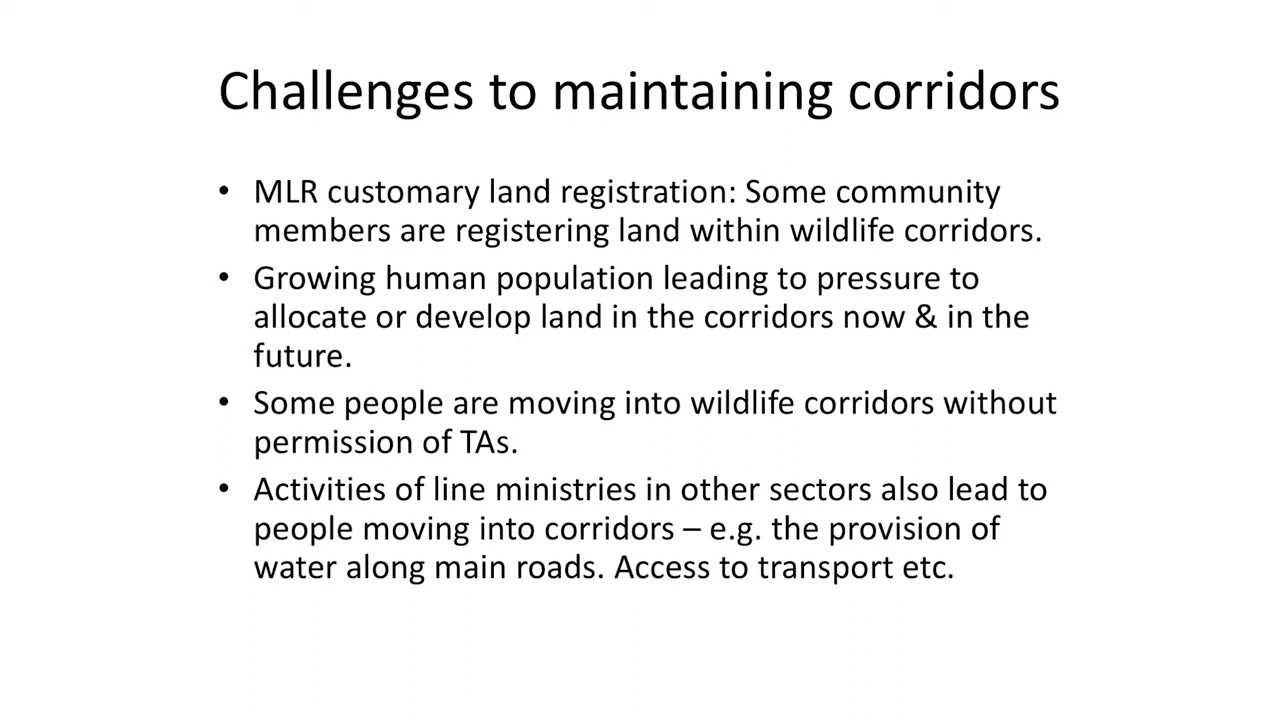 Challenges to maintaining corridors
• MLR customary land registration: Some community
members are registering land within wildlife corridors.
• Growing human population leading to pressure to
allocate or develop land in the corridors now & in the
future.
• Some people are moving into wildlife corridors without
permission of TAs.
• Activities of line ministries in other sectors also lead to
people moving into corridors – e.g. the provision of
water along main roads. Access to transport etc.